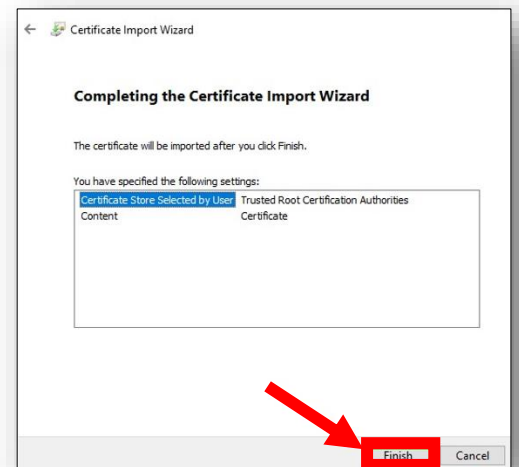 Certificate Import Wizard
Completing the Certificate Import Wizard
The certificate will be imported after you click Finish.
You have specified the following settings:
Certificate Store Selected by User Trusted Root Certification Authorities
Content Certificate
Finish Cancel